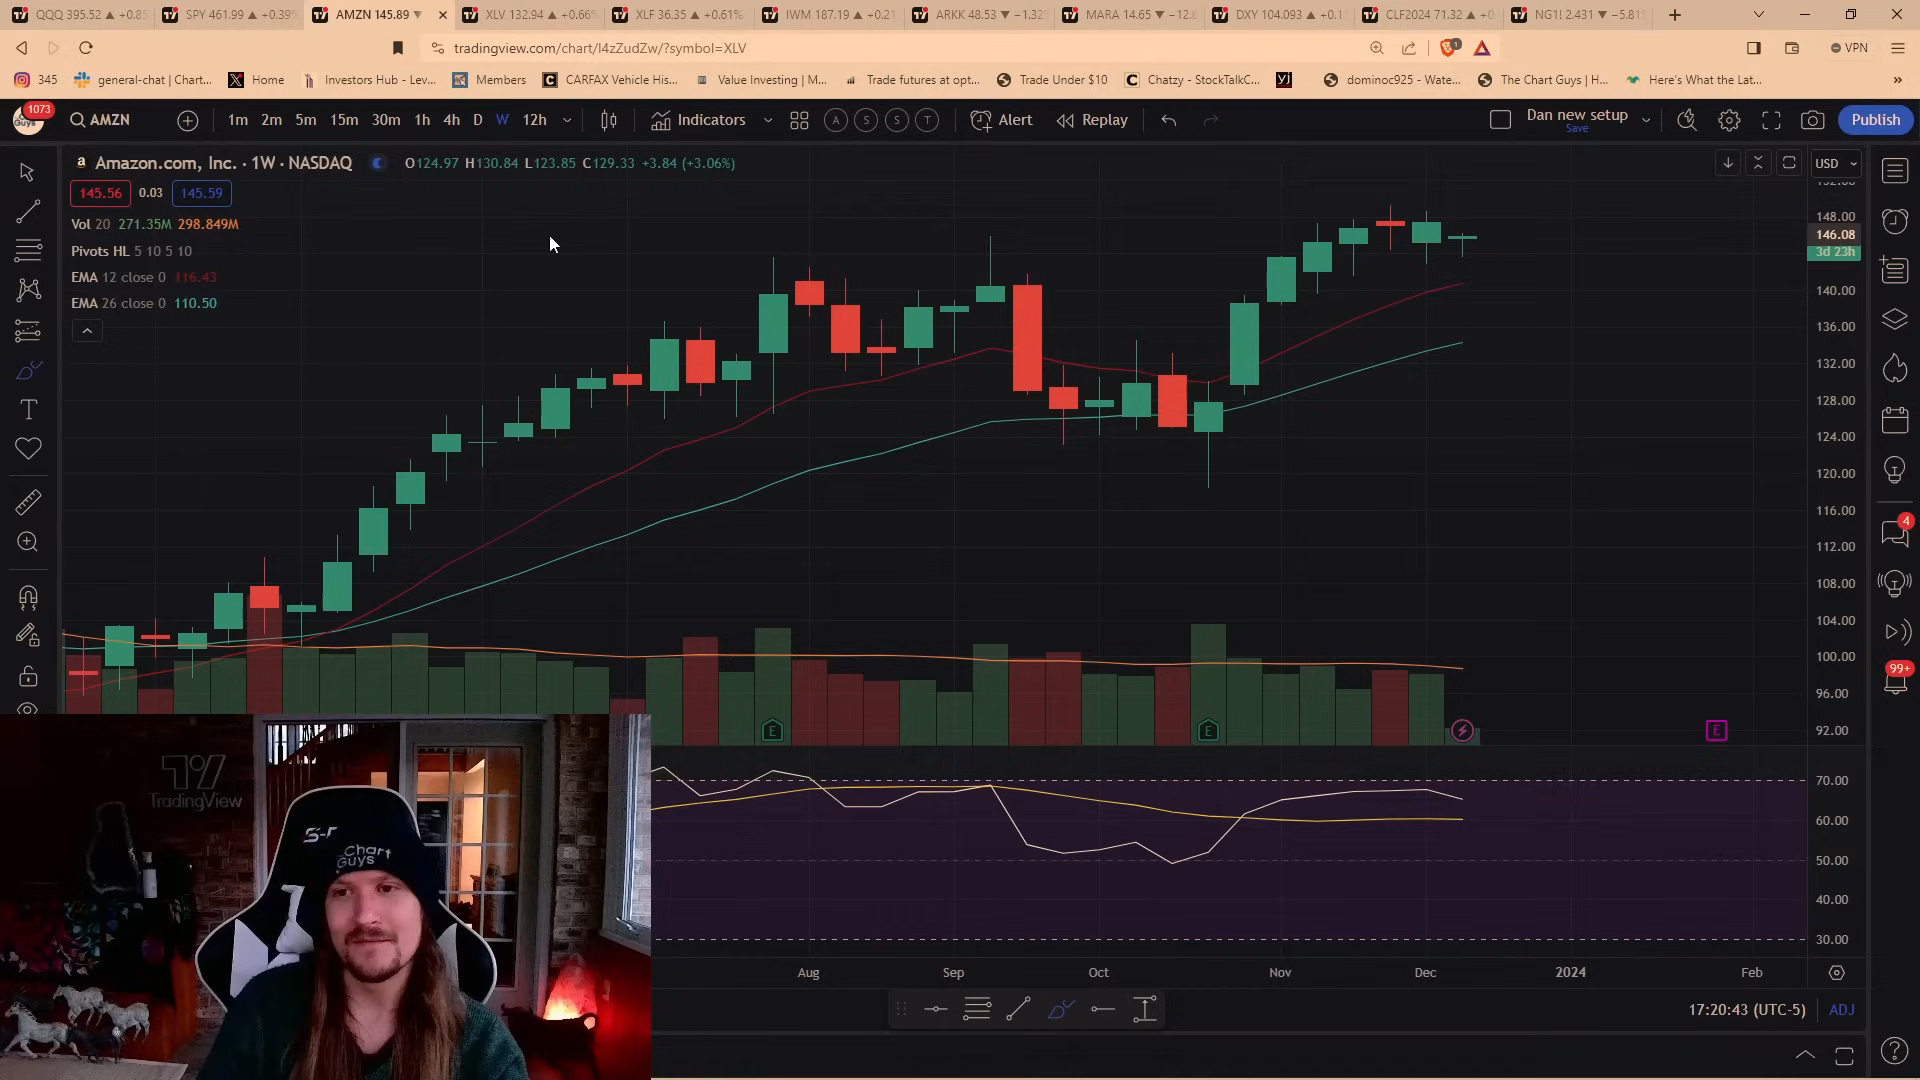 QQQ 395.52 ▲ +0.85
SPY 461.99 ▲ +0.39%
AMZN 145.89 ▼
XLV 132.94 ▲ +0.66%
XLF 36.35 ▲ +0.61%
IWM 187.19 ▲ +0.21
ARKK 48.53 ▼ −1.32%
MARA 14.65 ▼ −12.6
DXY 104.093 ▲ +0.1
CLF2024 71.32 ▲ +0.
NG1! 2.431 ▼ −5.81%
tradingview.com/chart/I4zZudZw/?symbol=XLV
1
VPN
345
general-chat | Chart...
Home
Investors Hub - Lev...
Members
CARFAX Vehicle His...
Value Investing | M...
Trade futures at opt...
Trade Under $10
Chatzy - StockTalkC...
yj
dominoc925 - Wate...
The Chart Guys | H...
Here's What the Lat...
»
1073
Guys
AMZN
1m 2m 5m 15m 30m 1h 4h D W 12h
Indicators
A S S T
Alert
Replay
Dan new setup
Save
Publish
Amazon.com, Inc. · 1W · NASDAQ
O124.97 H130.84 L123.85 C129.33 +3.84 (+3.06%)
USD
145.56 0.03 145.59
Vol 20 271.35M 298.849M
Pivots HL 5 10 5 10
EMA 12 close 0 116.43
EMA 26 close 0 110.50
152.00
148.00
146.08
3d 23h
140.00
136.00
132.00
128.00
124.00
120.00
116.00
112.00
108.00
104.00
100.00
96.00
92.00
4
99+
E
E
E
70.00
60.00
50.00
40.00
30.00
TradingView
S-r
Chart
Guys
Aug Sep Oct Nov Dec 2024 Feb
17:20:43 (UTC-5)
ADJ